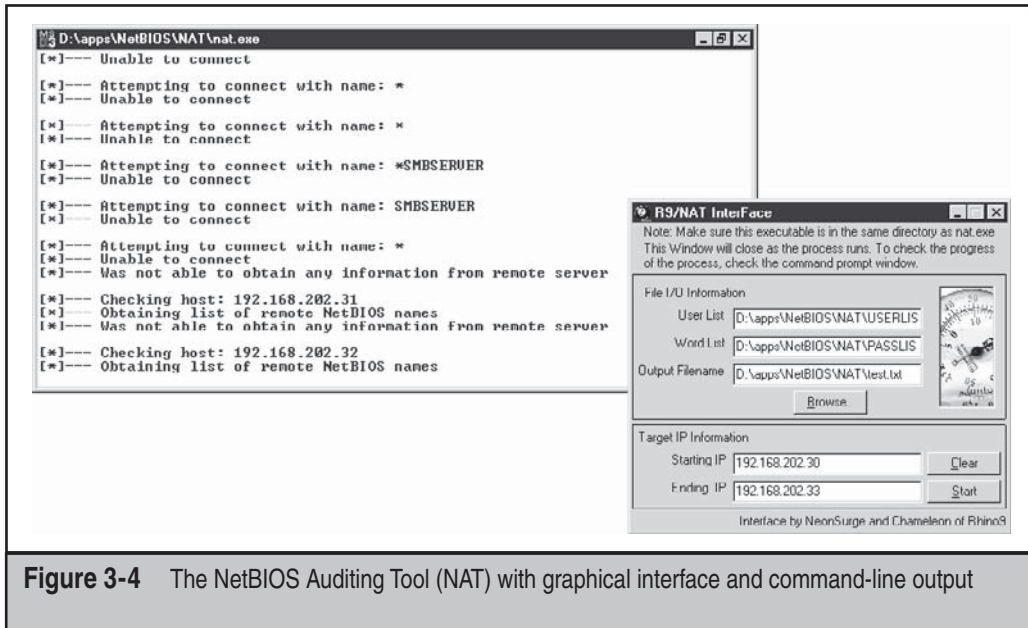 D:\apps\NetBIOS\NAT\nat.exe
[*]--- Unable to connect
[*]--- Attempting to connect with name: *
[*]--- Unable to connect
[*]--- Attempting to connect with name: *
[*]--- Unable to connect
[*]--- Attempting to connect with name: *SMBSERVER
[*]--- Unable to connect
[*]--- Attempting to connect with name: SMBSERVER
[*]--- Unable to connect
[*]--- Attempting to connect with name: *
[*]--- Unable to connect
[*]--- Was not able to obtain any information from remote server
[*]--- Checking host: 192.168.202.31
[*]--- Obtaining list of remote NetBIOS names
[*]--- Was not able to obtain any information from remote server
[*]--- Checking host: 192.168.202.32
[*]--- Obtaining list of remote NetBIOS names
R9/NAT InterFace
Note: Make sure this executable is in the same directory as nat.exe
This Window will close as the process runs. To check the progress
of the process, check the command prompt window.
File I/O Information
User List D:\apps\NetBIOS\NAT\USERLIS
Word List D:\apps\NetBIOS\NAT\PASSLIS
Output Filename D:\apps\NetBIOS\NAT\test.txt
Browse
Target IP Information
Starting IP 192.168.202.30 Clear
Ending IP 192.168.202.33 Start
Interface by NeonSurge and Chameleon of Rhino9
Figure 3-4 The NetBIOS Auditing Tool (NAT) with graphical interface and command-line output